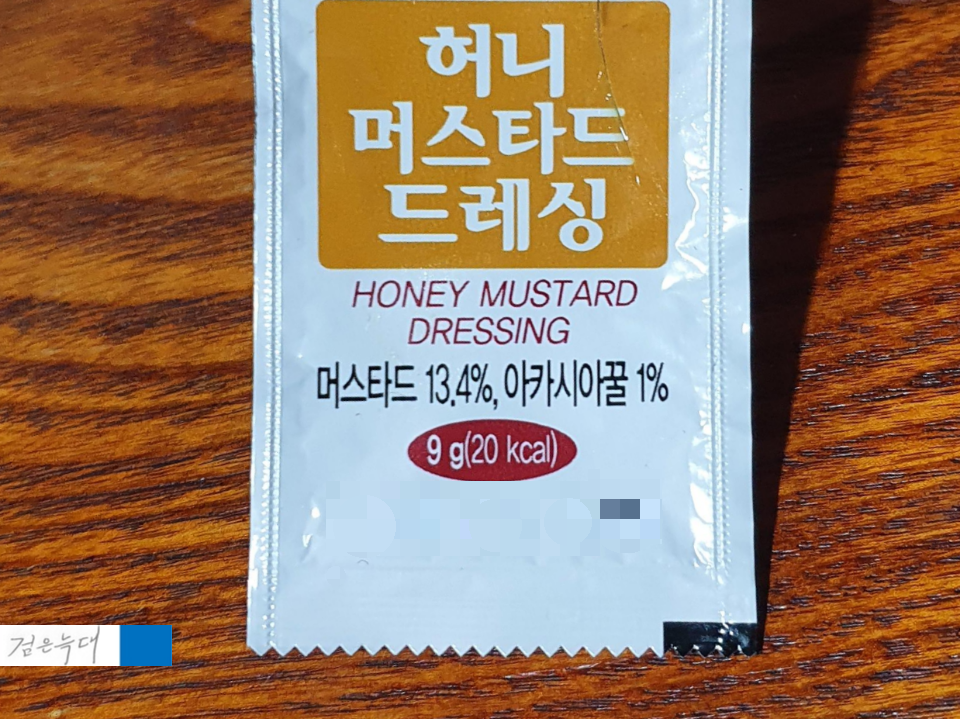 허니
머스타드
드레싱
HONEY MUSTARD
DRESSING
머스타드 13.4%, 아카시아꿀 1%
9 g(20 kcal)
검은늑대